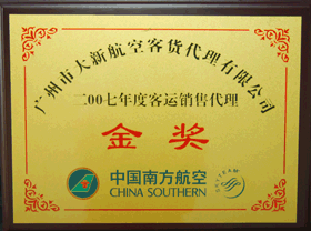 广州市大新航空客货代理有限公司
二00七年度客运销售代理
金奖
中国南方航空
CHINA SOUTHERN
SKYTEAM